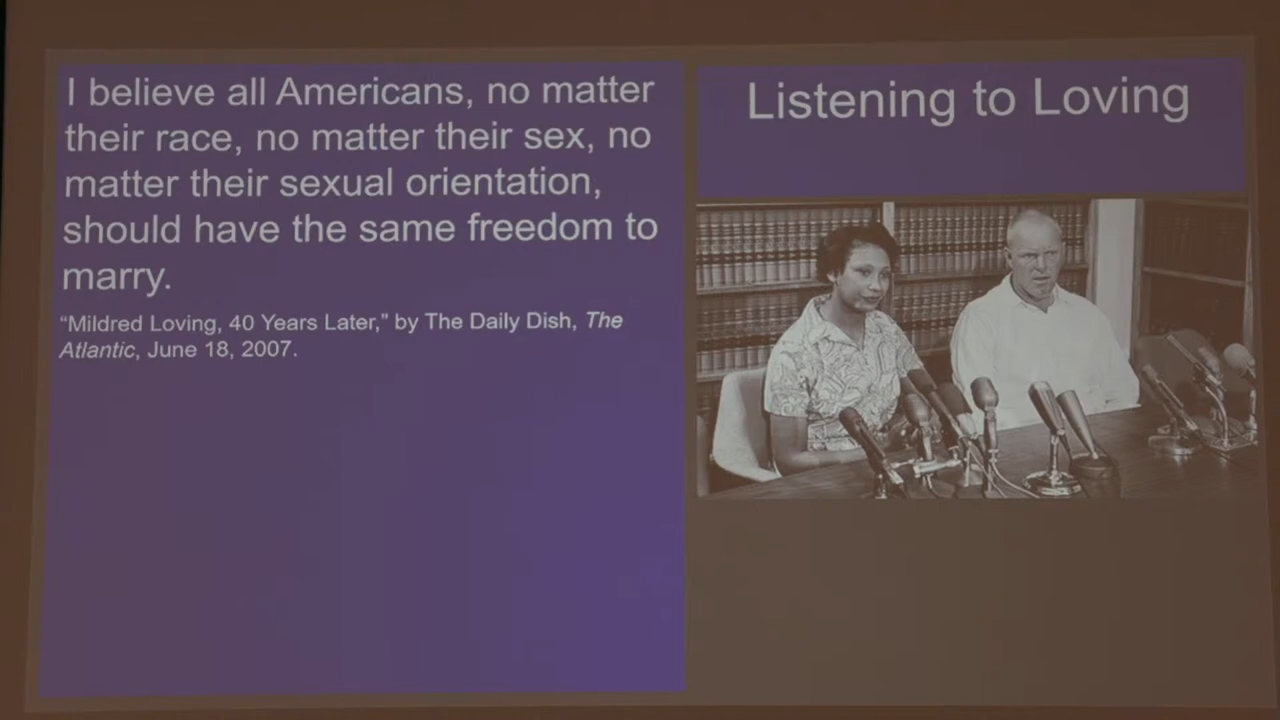 I believe all Americans, no matter
their race, no matter their sex, no
matter their sexual orientation,
should have the same freedom to
marry.
“Mildred Loving, 40 Years Later,” by The Daily Dish, The
Atlantic, June 18, 2007.
Listening to Loving